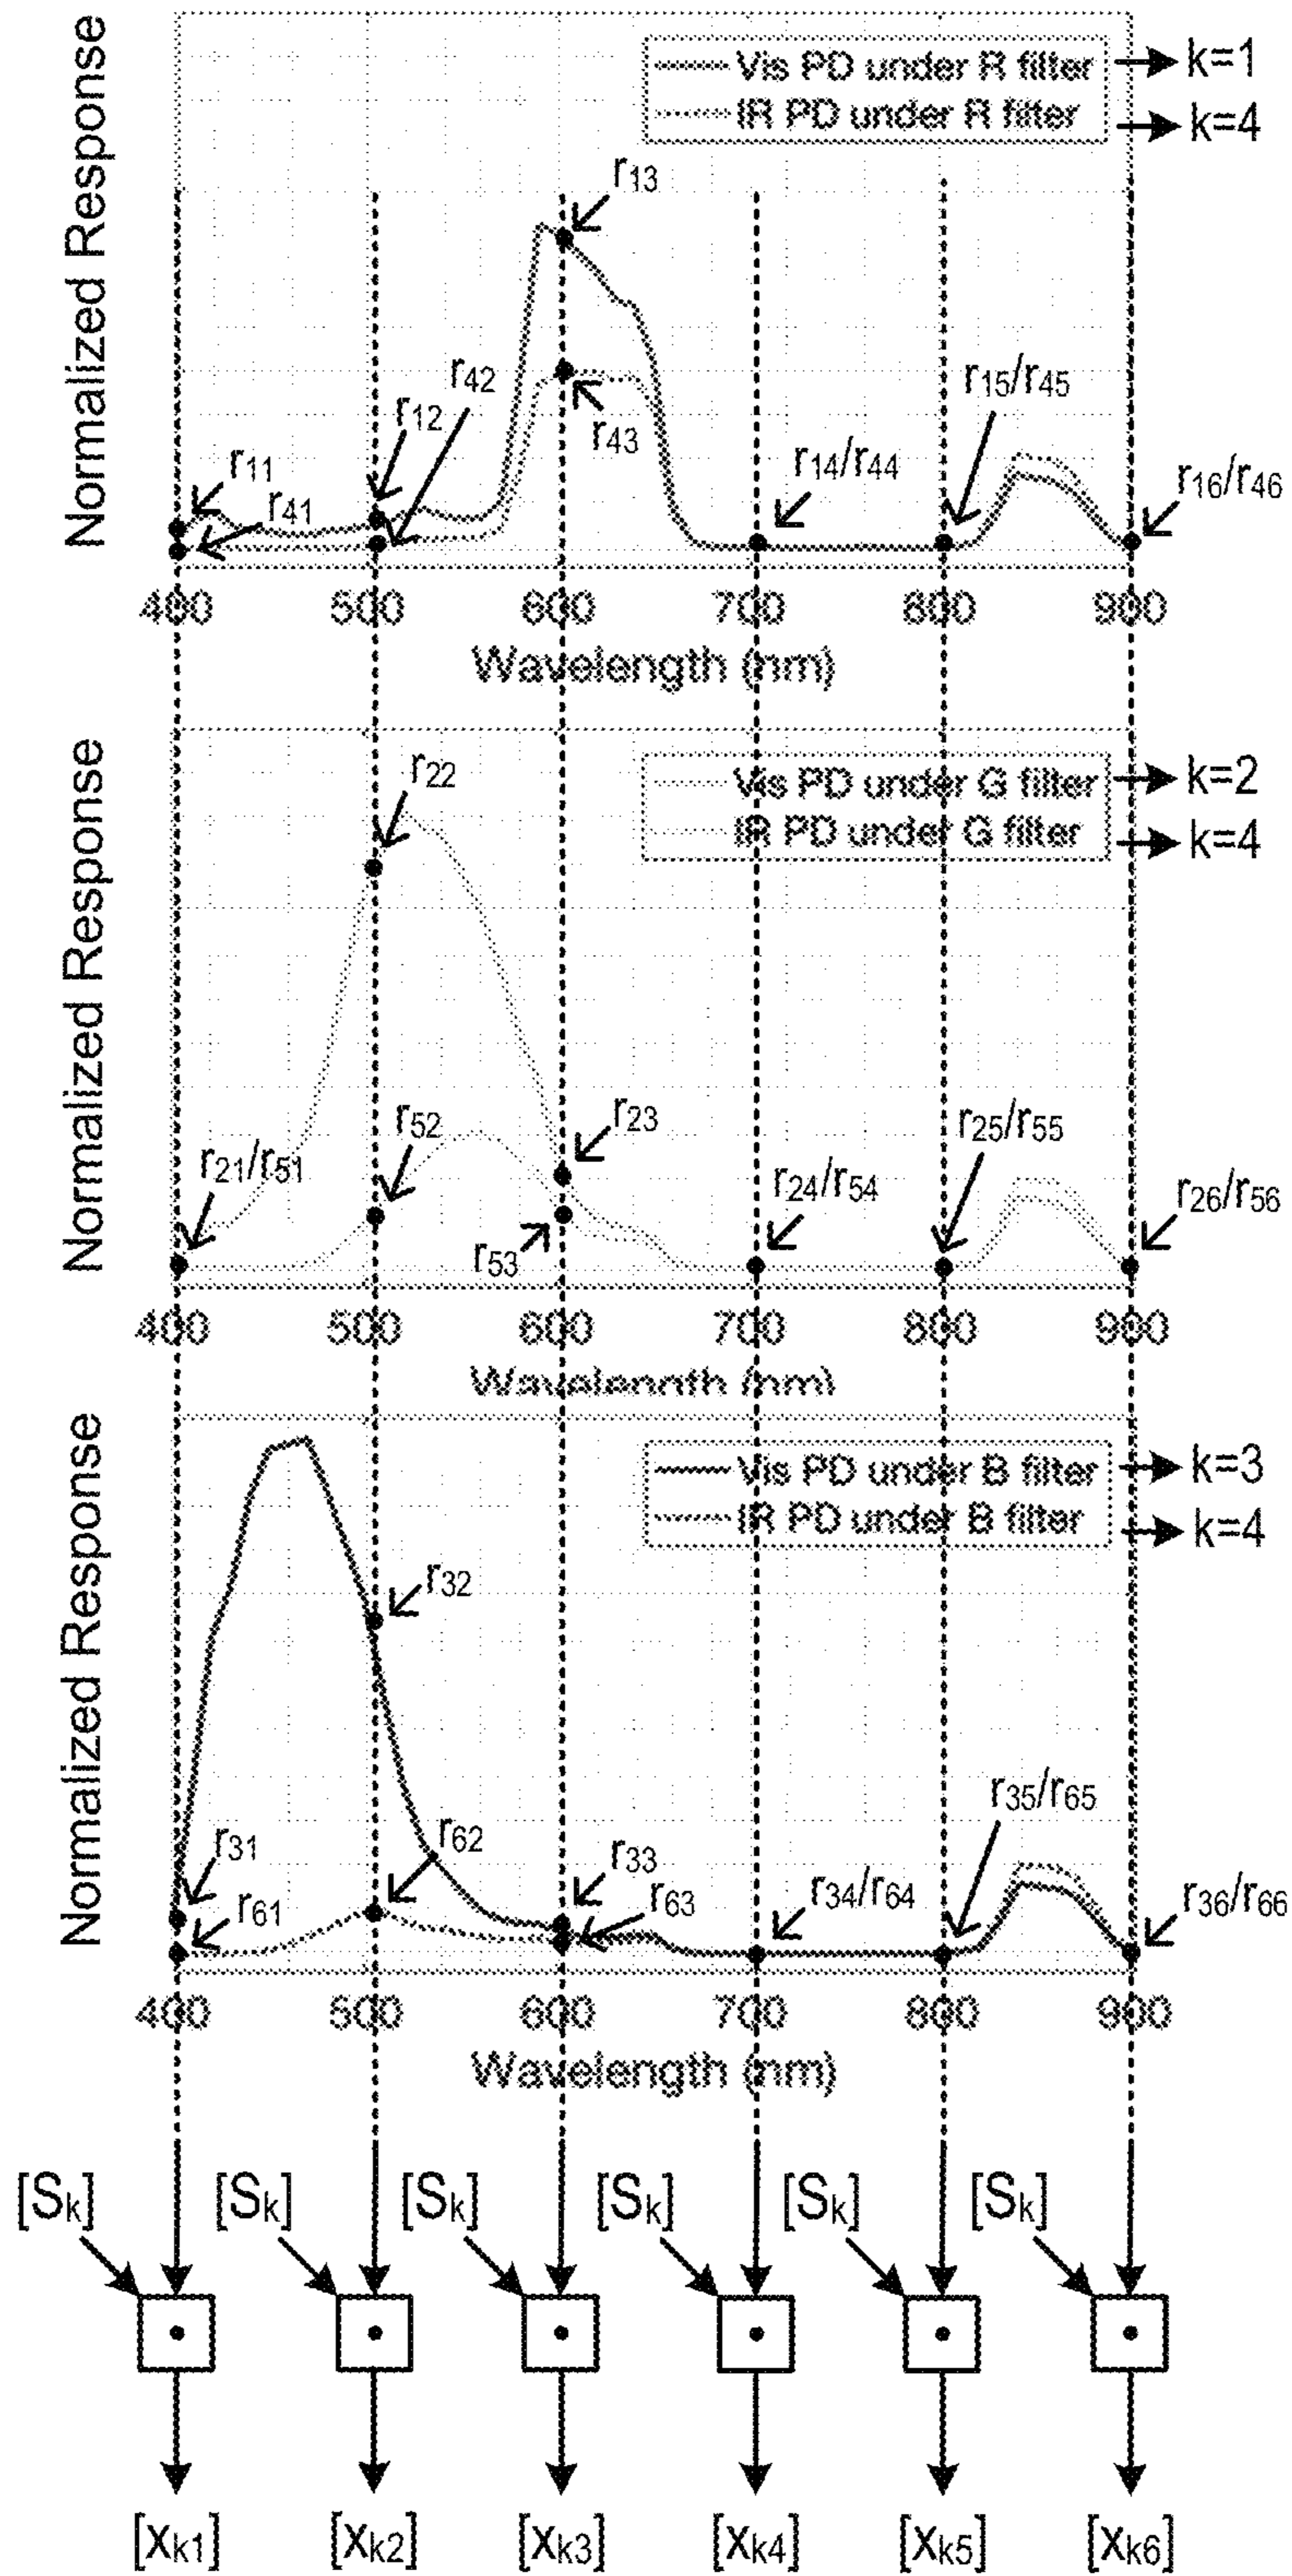 Normalized Response
Vis PD under R filter
k=1
IR PD under R filter
k=4
r13
r42
r12
r43
r15/r45
r11
r41
r14/r44
r16/r46
400 500 600 700 800 900
Wavelength (nm)
Normalized Response
Vis PD under G filter
k=2
IR PD under G filter
k=4
r22
r21/r51
r52
r23
r53
r24/r54
r25/r55
r26/r56
400 500 600 700 800 900
Wavelength (nm)
Normalized Response
Vis PD under B filter
k=3
IR PD under B filter
k=4
r32
r31
r61
r62
r33
r63
r34/r64
r35/r65
r36/r66
400 500 600 700 800 900
Wavelength (nm)
[Sk] [Sk] [Sk] [Sk] [Sk] [Sk]
[xk1] [xk2] [xk3] [xk4] [xk5] [xk6]